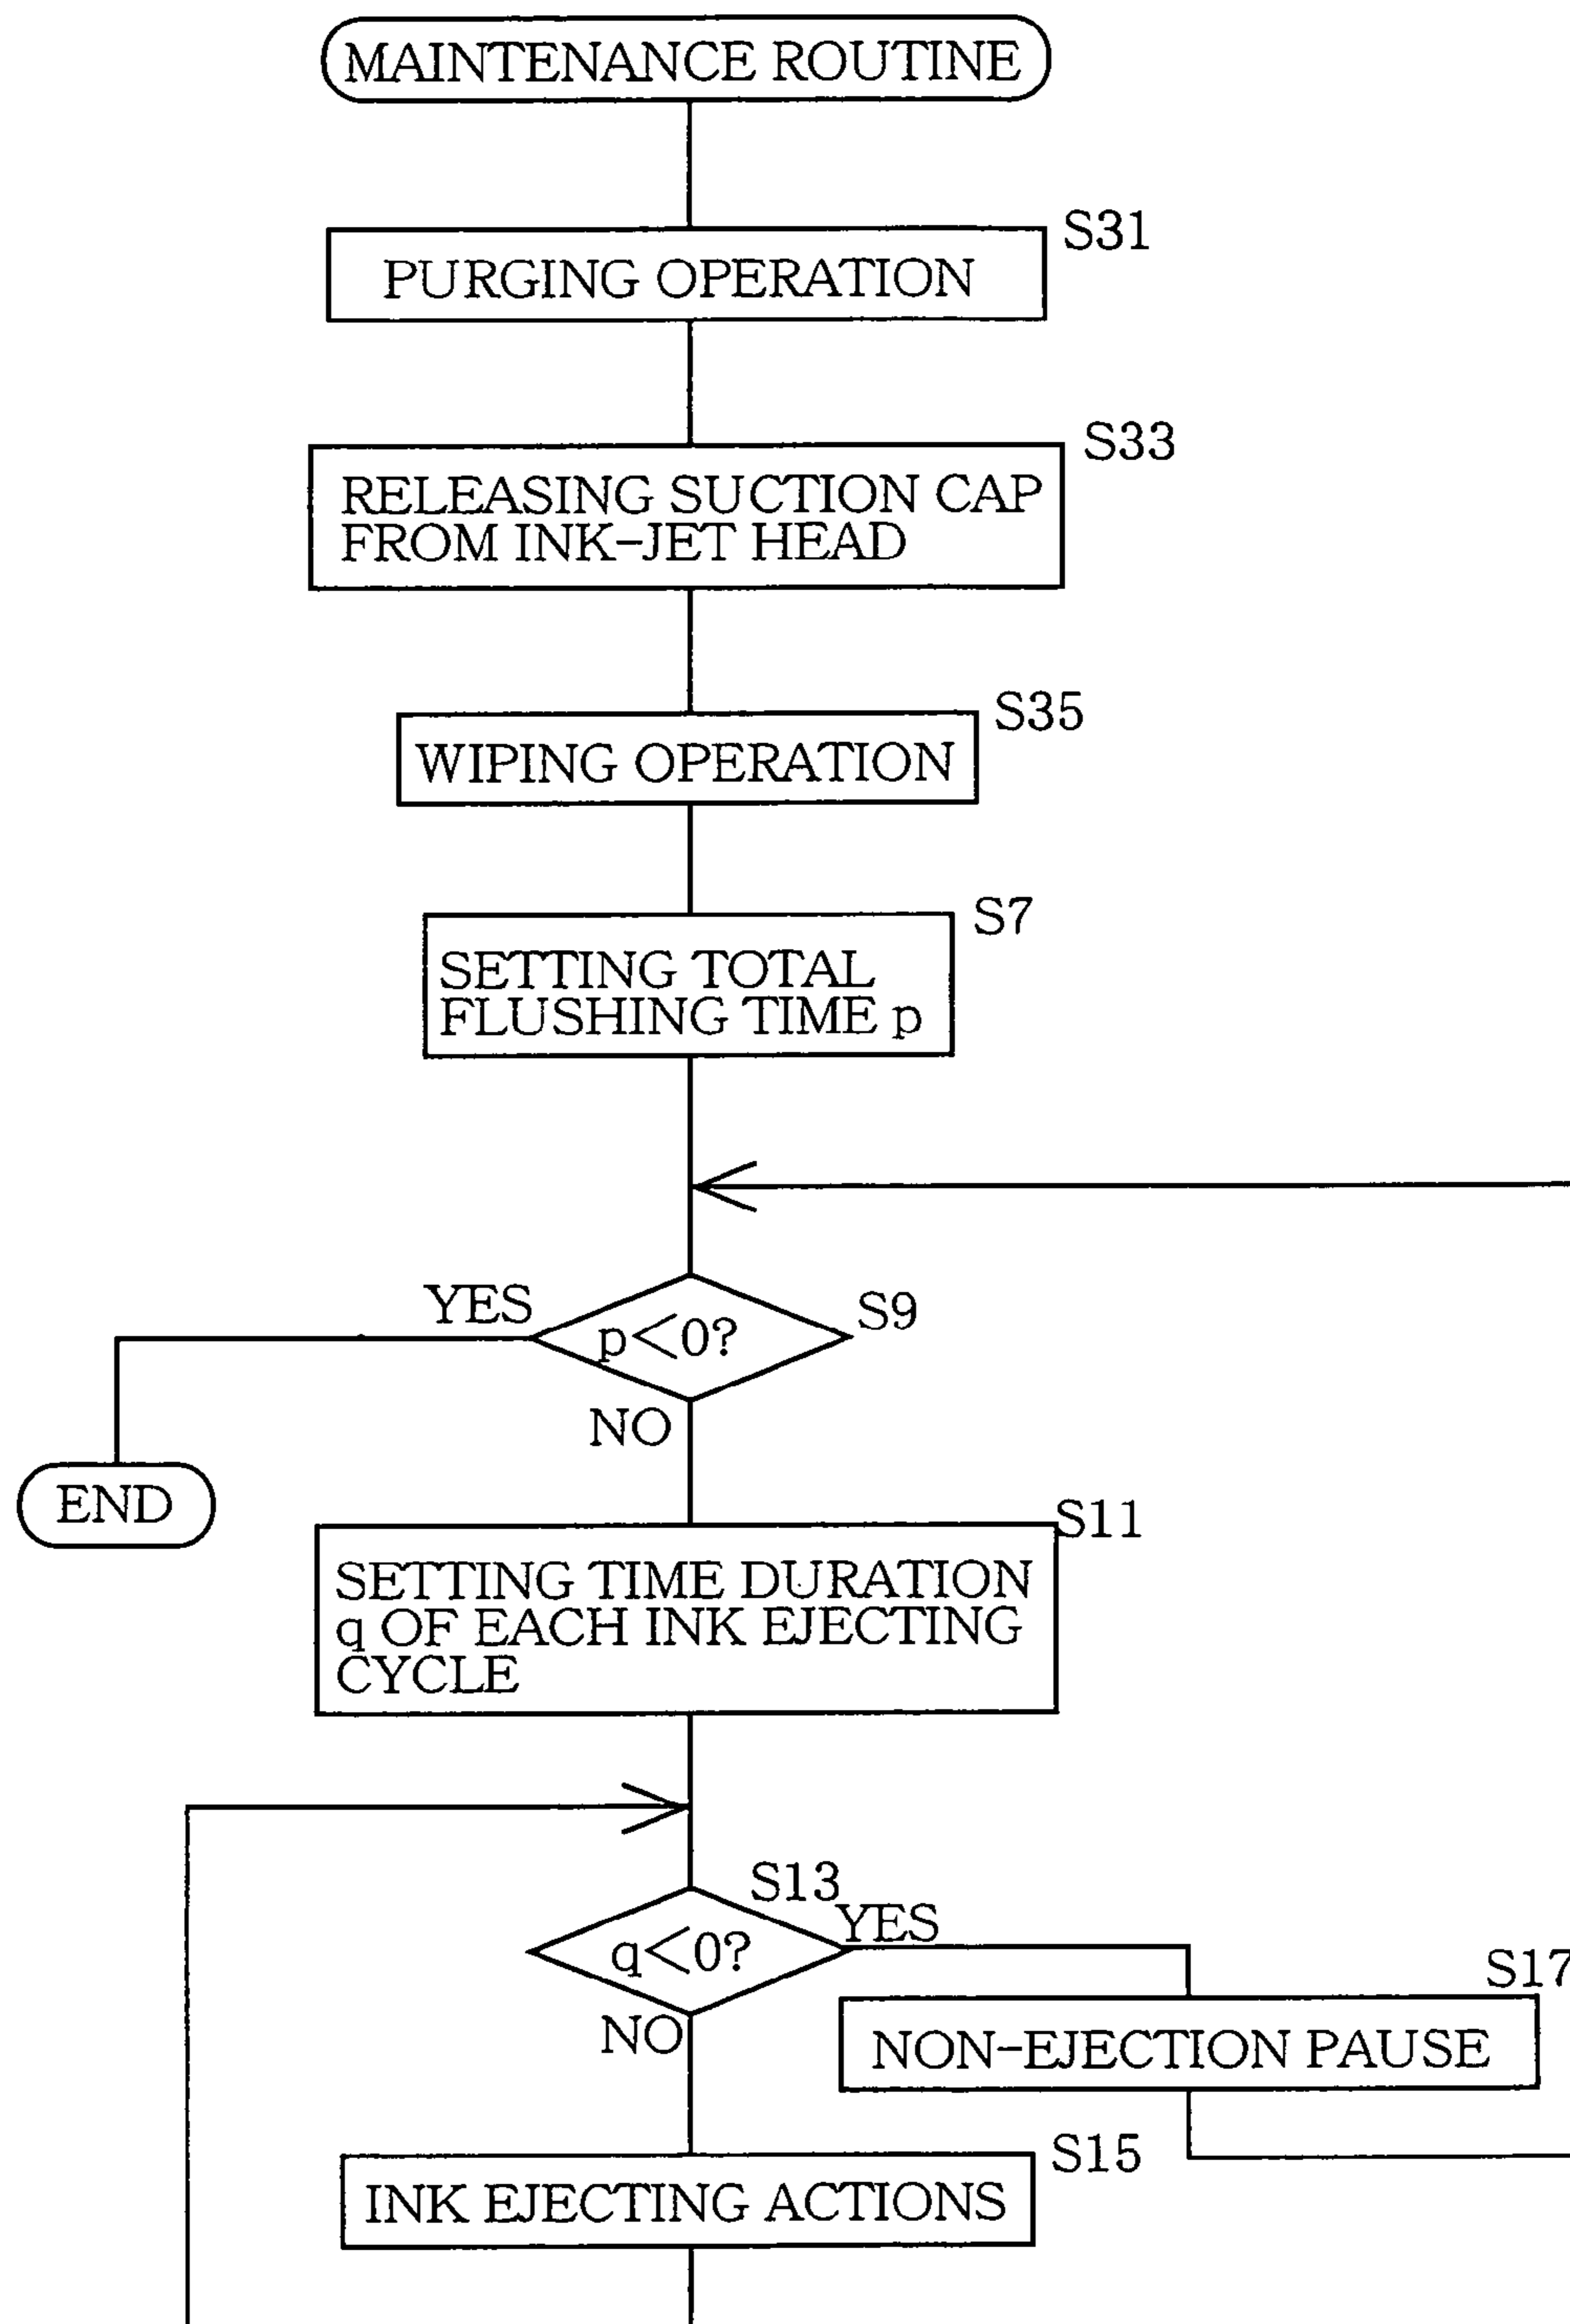 MAINTENANCE ROUTINE
S31
PURGING OPERATION
S33
RELEASING SUCTION CAP
FROM INK-JET HEAD
S35
WIPING OPERATION
S7
SETTING TOTAL
FLUSHING TIME p
YES
p<0?
S9
NO
END
S11
SETTING TIME DURATION
q OF EACH INK EJECTING
CYCLE
S13
q<0?
YES
NO
S17
NON-EJECTION PAUSE
S15
INK EJECTING ACTIONS